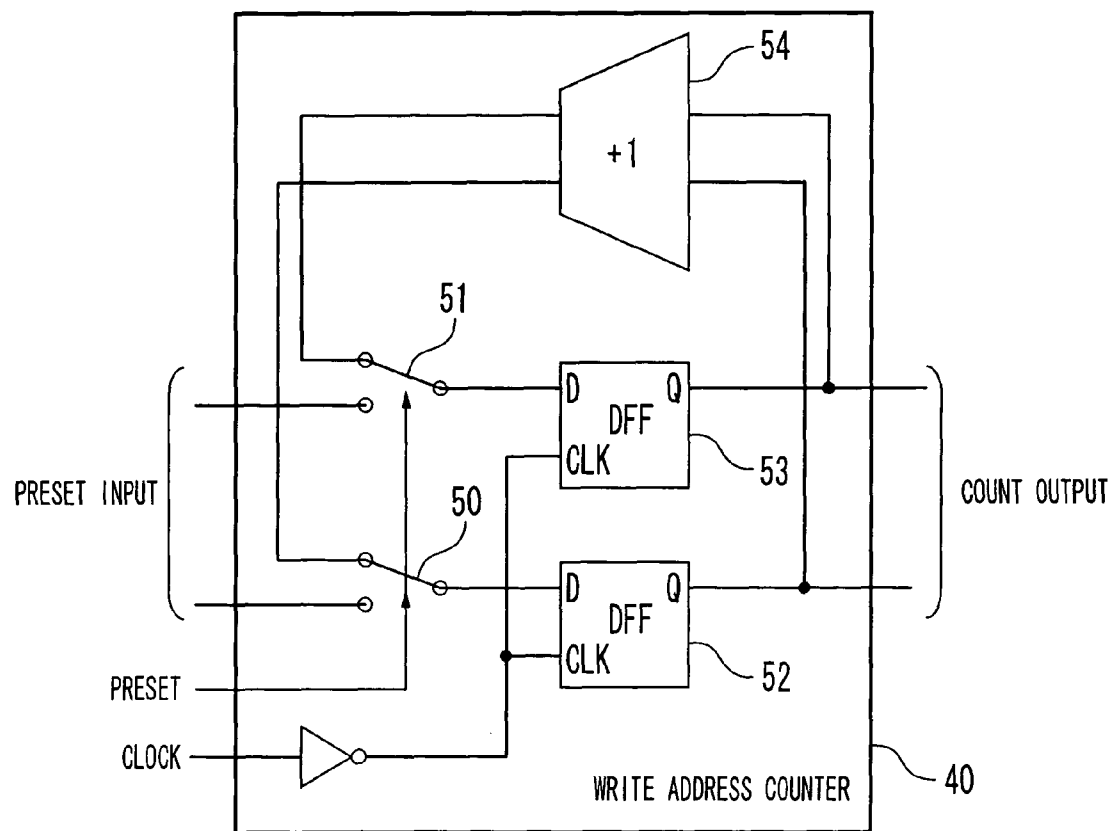 54
+1
51
D Q
DFF
CLK
53
PRESET INPUT
COUNT OUTPUT
50
D Q
DFF
CLK
52
PRESET
CLOCK
WRITE ADDRESS COUNTER
40